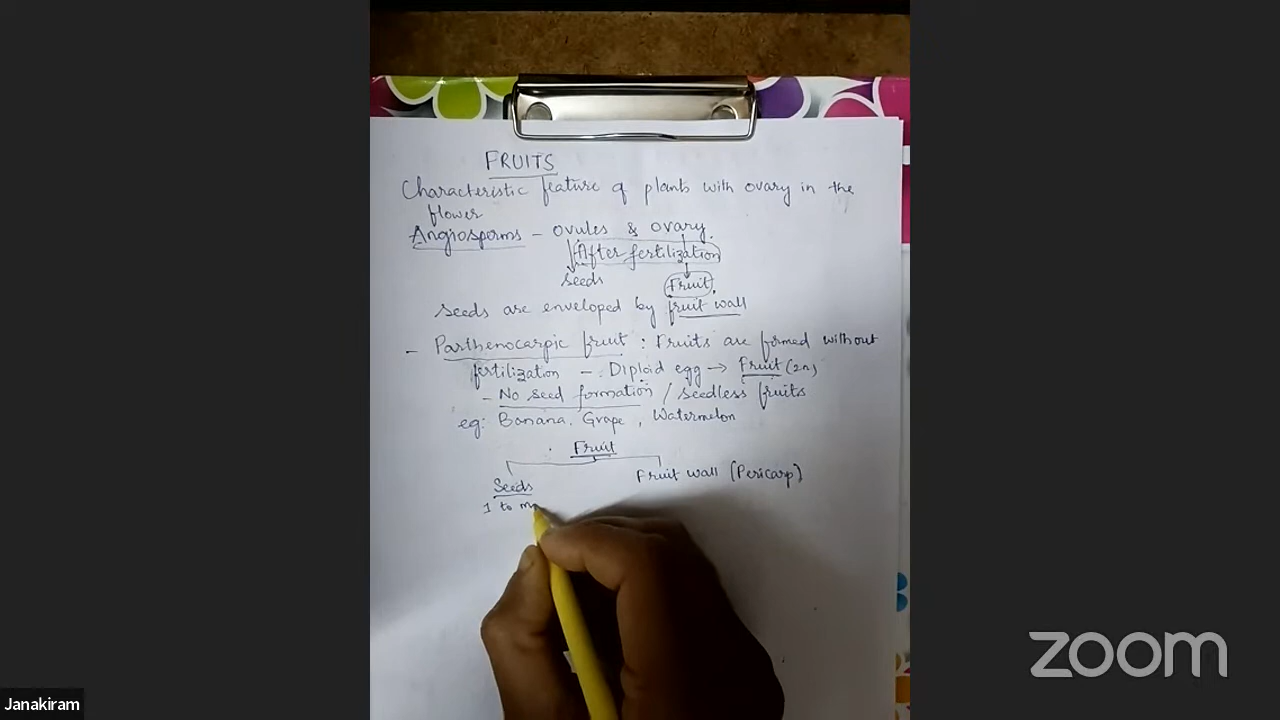 FRUITS
Characteristic feature of plants with ovary in the
flower
Angiosperms - ovules & ovary.
After fertilization
seeds Fruit.
seeds are enveloped by fruit wall
- Parthenocarpic fruit : Fruits are formed without
fertilization - Diploid egg → Fruit (2n)
- No seed formation / seedless fruits
eg: Banana, Grape, Watermelon
Fruit
Seeds Fruit wall (Pericarp)
1 to
zoom
Janakiram